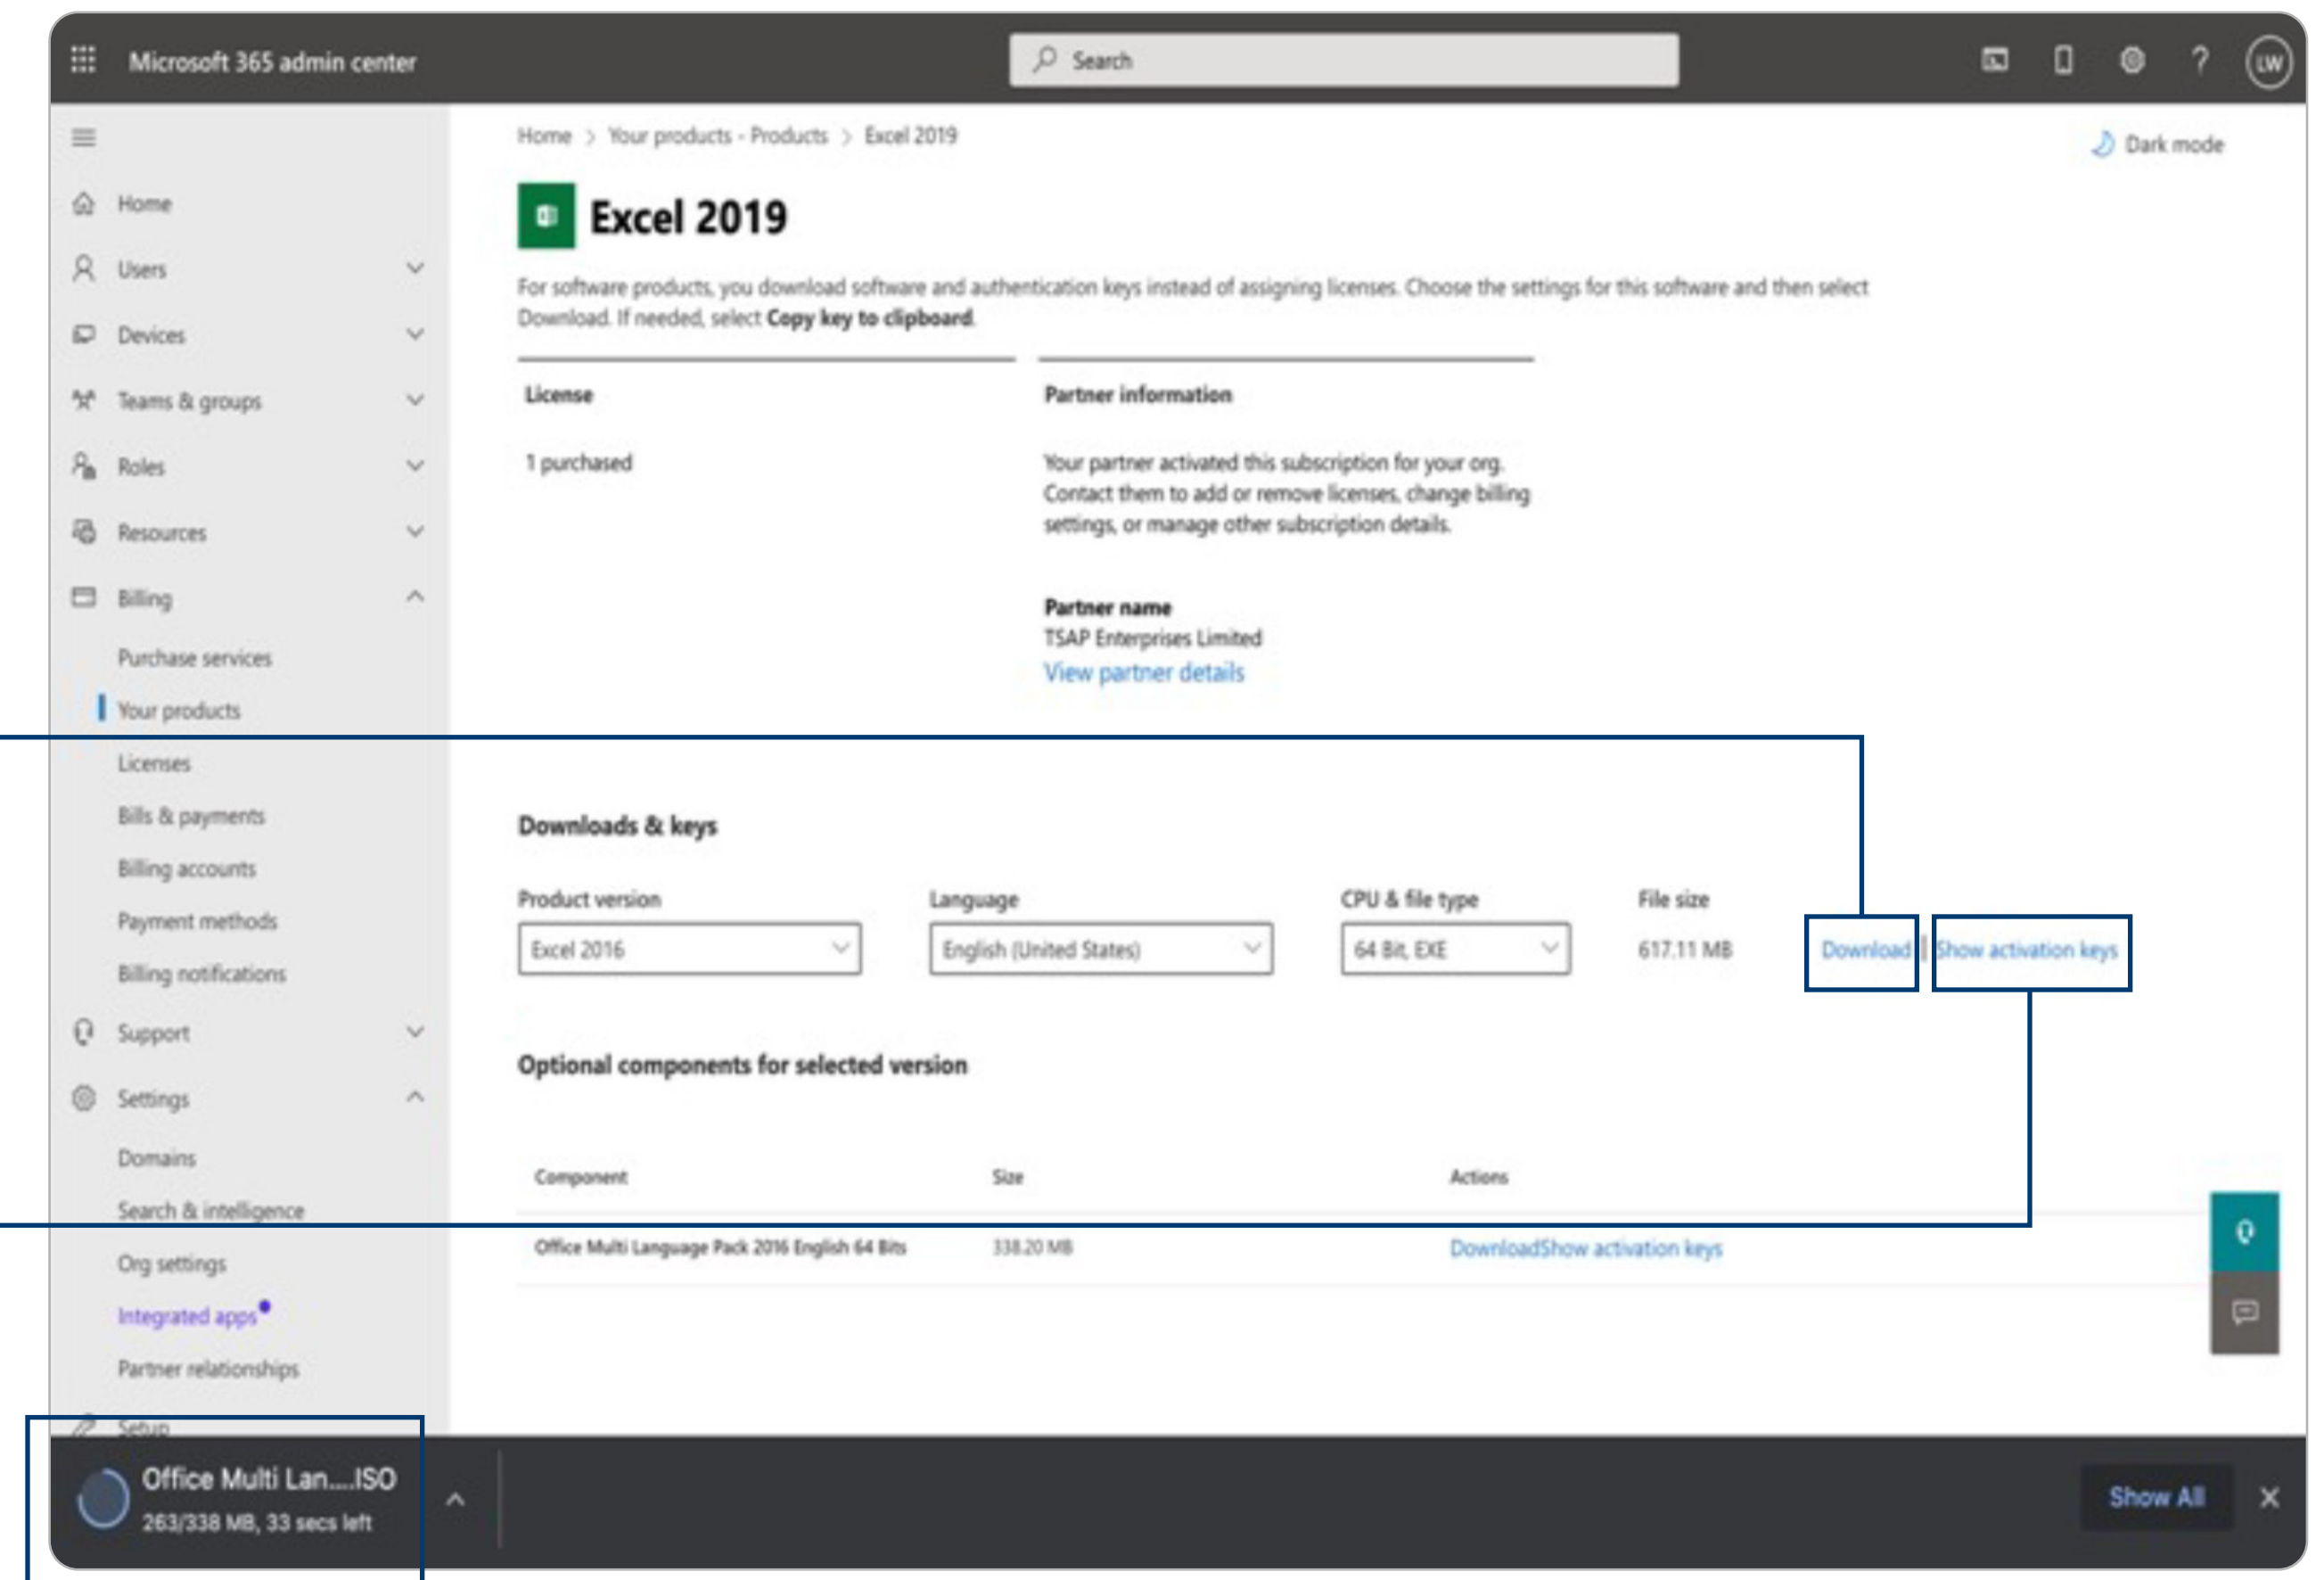 Microsoft 365 admin center
Search
LW
Home > Your products - Products > Excel 2019
Dark mode
Excel 2019
For software products, you download software and authentication keys instead of assigning licenses. Choose the settings for this software and then select
Download. If needed, select Copy key to clipboard.
License
1 purchased
Partner information
Your partner activated this subscription for your org.
Contact them to add or remove licenses, change billing
settings, or manage other subscription details.
Partner name
TSAP Enterprises Limited
View partner details
Home
Users
Devices
Teams & groups
Roles
Resources
Billing
Purchase services
Your products
Licenses
Bills & payments
Billing accounts
Payment methods
Billing notifications
Support
Settings
Domains
Search & intelligence
Org settings
Integrated apps
Partner relationships
Setup
Downloads & keys
Product version
Language
CPU & file type
File size
Excel 2016
English (United States)
64 Bit, EXE
617.11 MB
Download | Show activation keys
Optional components for selected version
Component
Size
Actions
Office Multi Language Pack 2016 English 64 Bits
338.20 MB
DownloadShow activation keys
Office Multi Lan....ISO
263/338 MB, 33 secs left
Show All